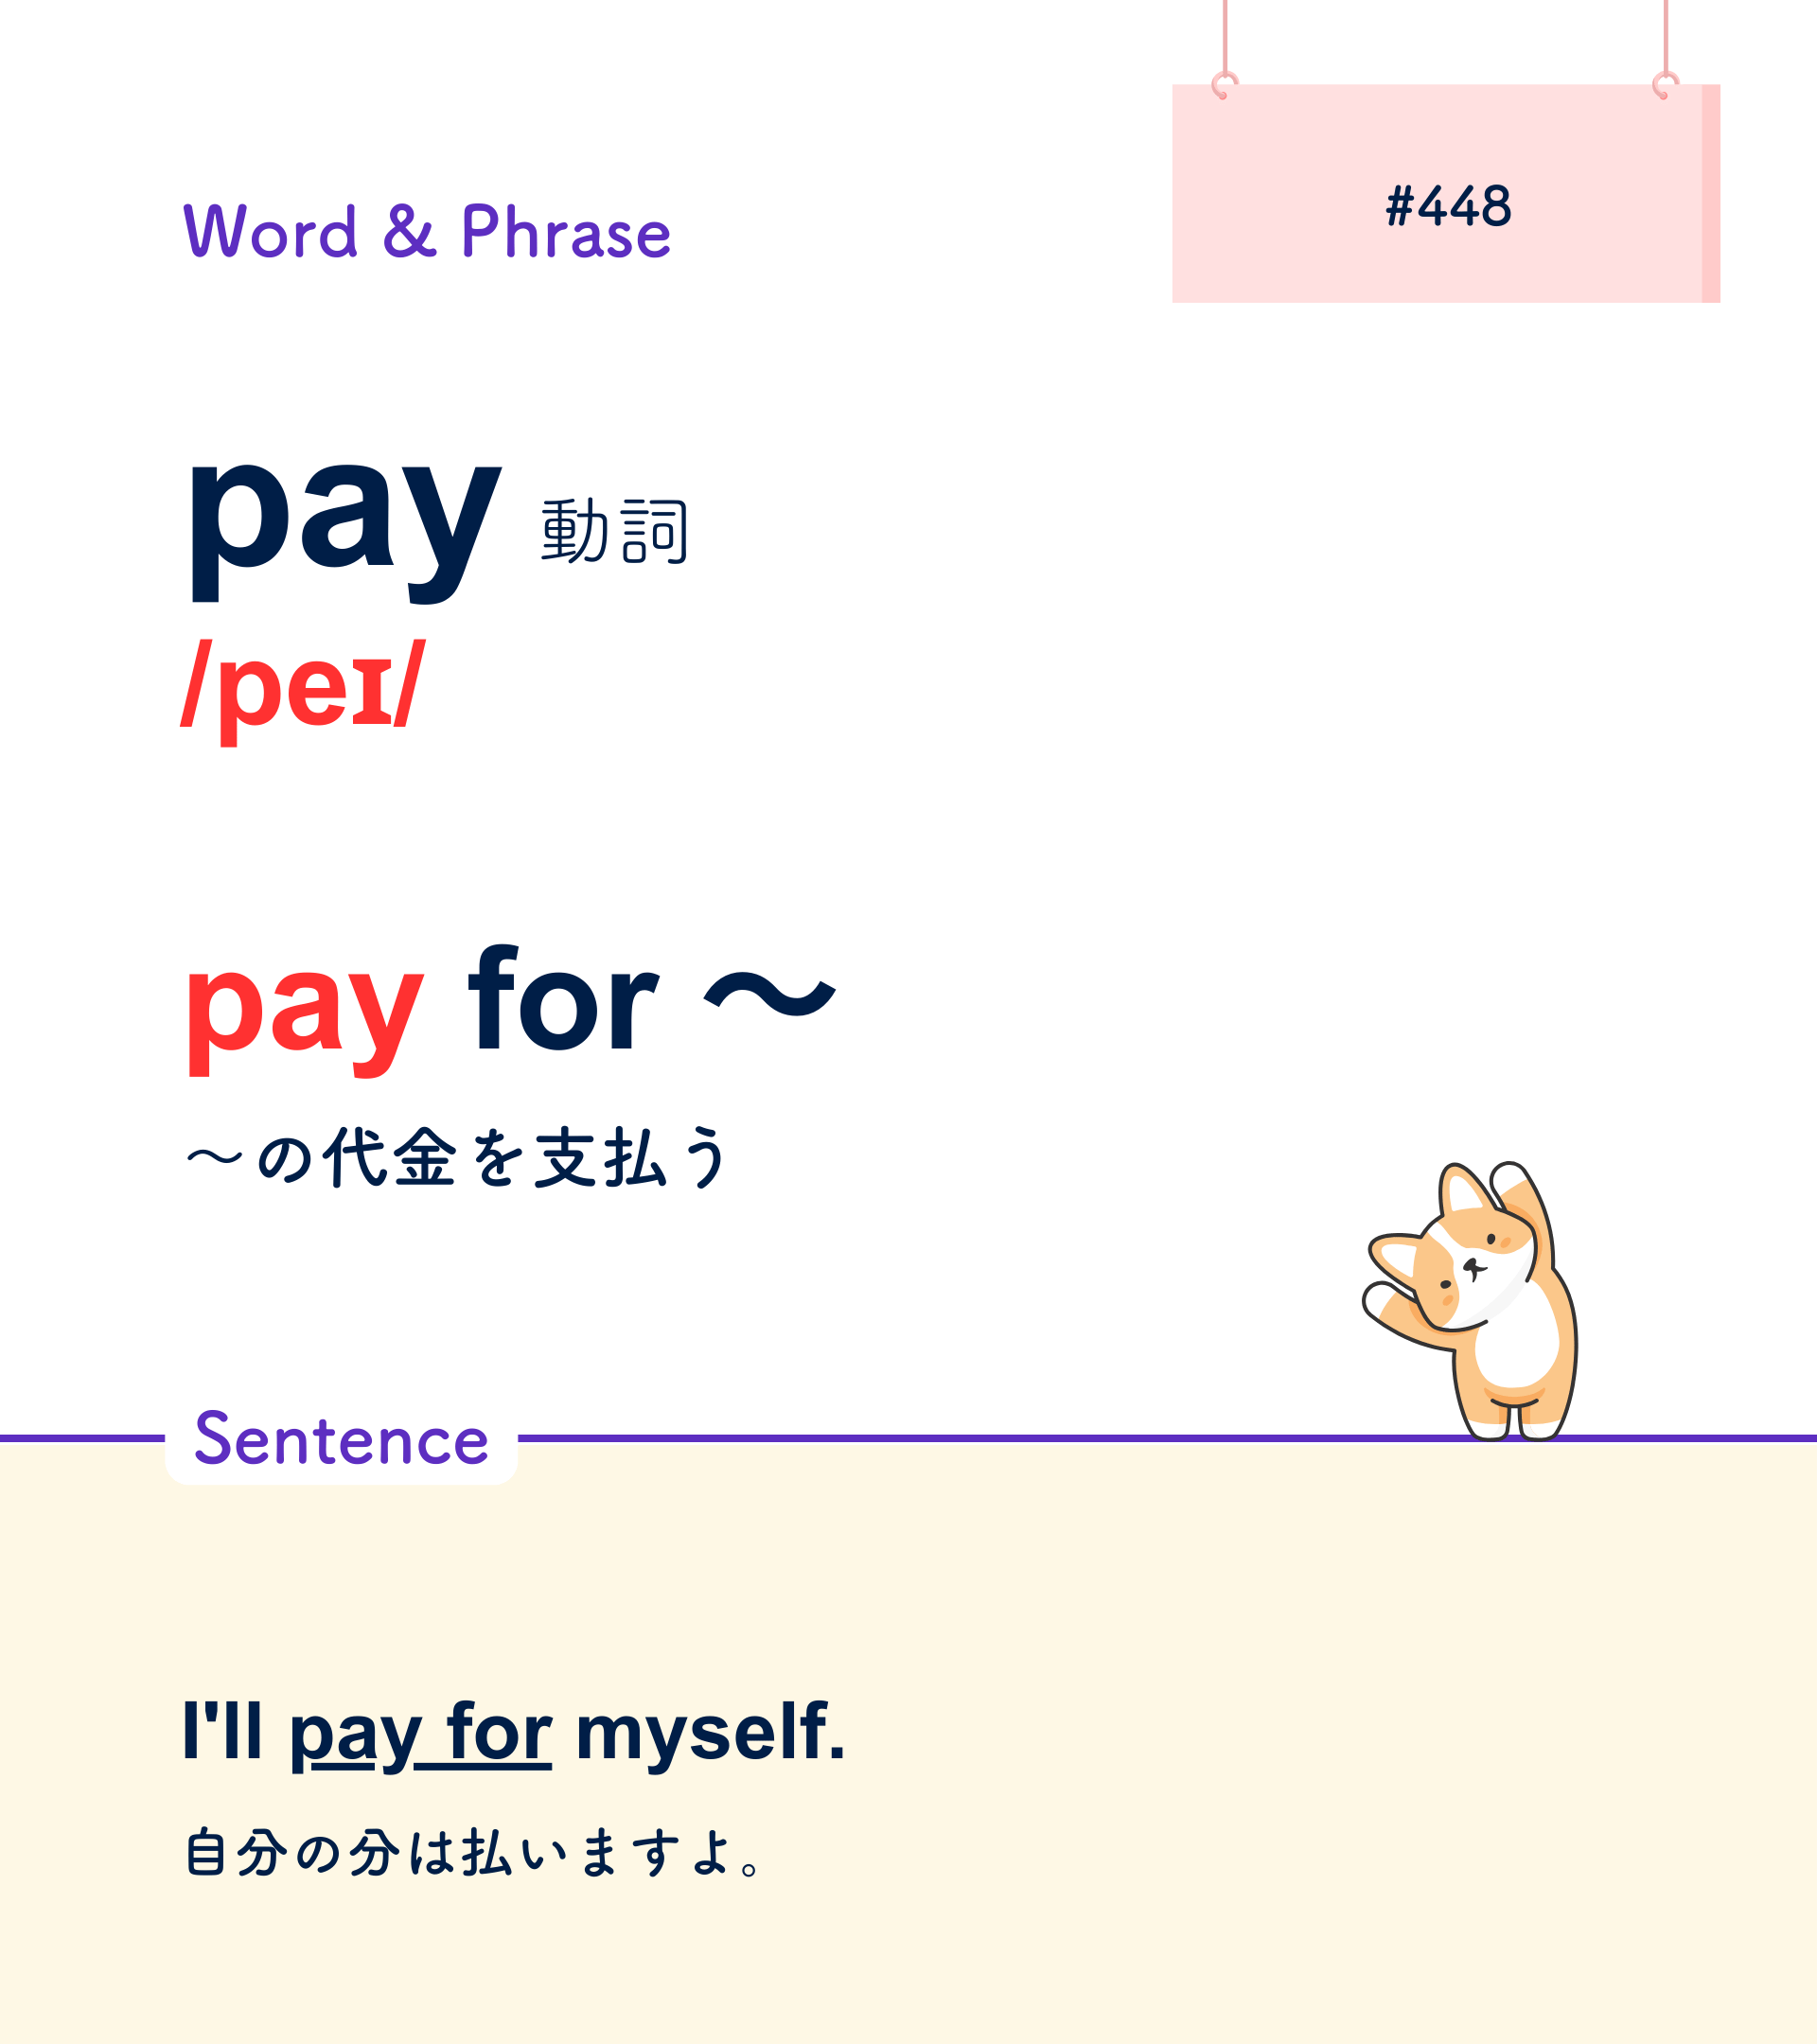 #448
Word & Phrase
pay 動詞
/peɪ/
pay for 〜
〜の代金を支払う
Sentence
I'll pay for myself.
自分の分は払いますよ。